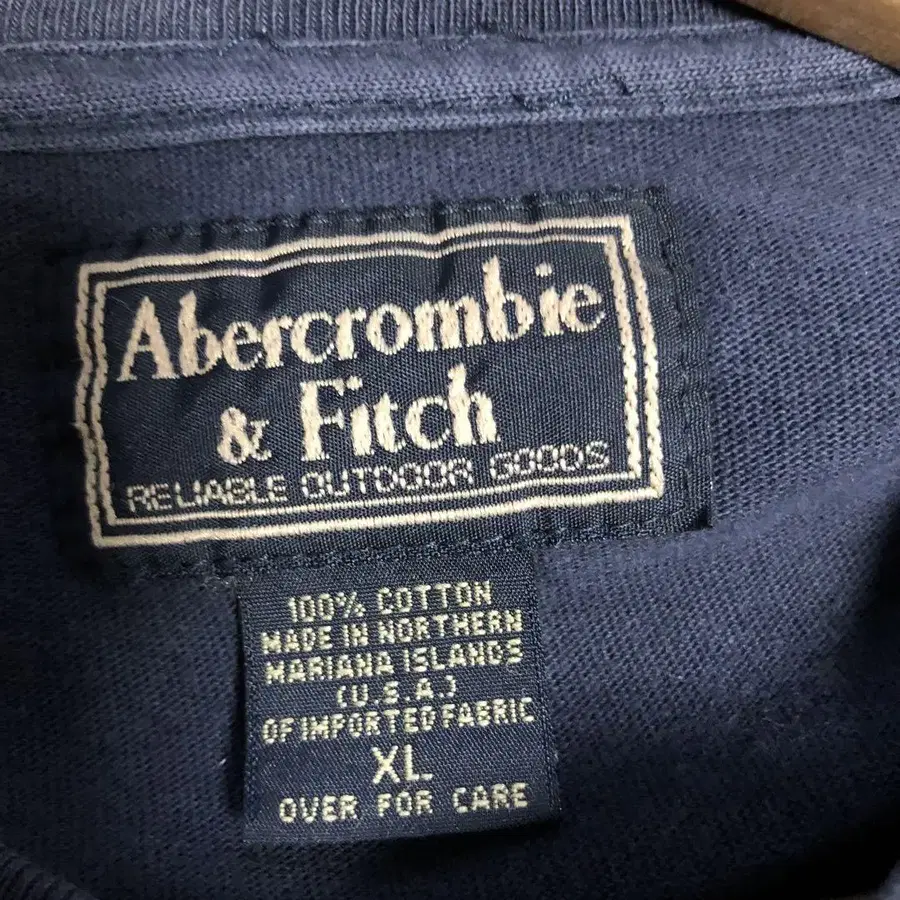 Abercrombie
& Fitch
RELIABLE OUTDOOR GOODS
100% COTTON
MADE IN NORTHERN
MARIANA ISLANDS
(U.S.A.)
OF IMPORTED FABRIC
XL
OVER FOR CARE